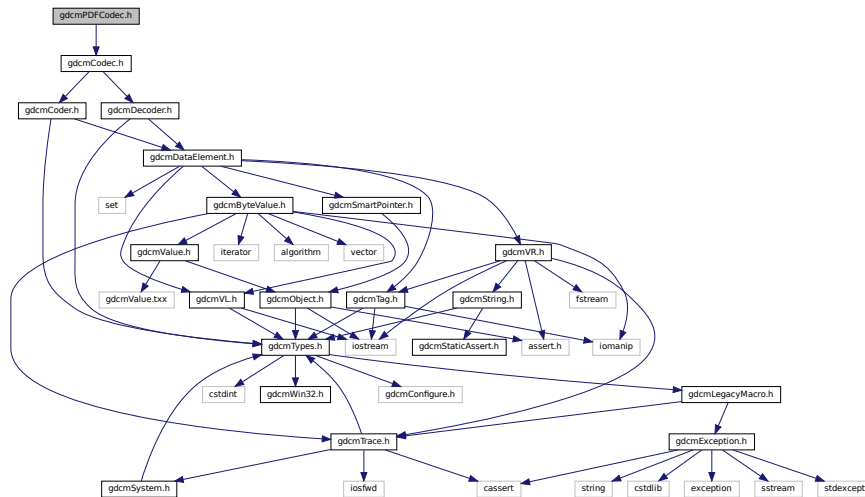 gdcmPDFCodec.h
gdcmCodec.h
gdcmCoder.h
gdcmDecoder.h
gdcmDataElement.h
set
gdcmByteValue.h
gdcmSmartPointer.h
gdcmValue.h
iterator
algorithm
vector
gdcmVR.h
gdcmValue.txx
gdcmVL.h
gdcmObject.h
gdcmTag.h
gdcmString.h
fstream
gdcmTypes.h
iostream
gdcmStaticAssert.h
assert.h
iomanip
cstdint
gdcmWin32.h
gdcmConfigure.h
gdcmLegacyMacro.h
gdcmTrace.h
gdcmException.h
gdcmSystem.h
iosfwd
cassert
string
cstdlib
exception
sstream
stdexcept